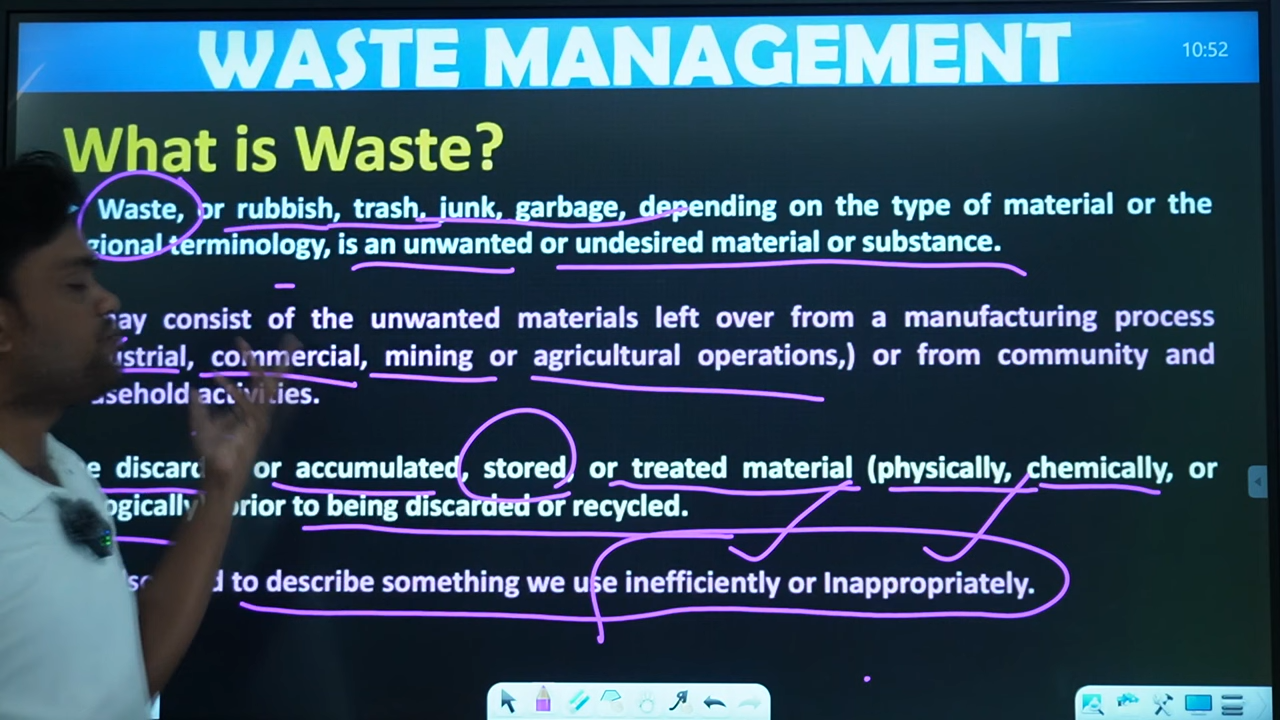 WASTE MANAGEMENT
10:52
What is Waste?
Waste, or rubbish, trash, junk, garbage, depending on the type of material or the
terminology, is an unwanted or undesired material or substance.
may consist of the unwanted materials left over from a manufacturing process
commercial, mining or agricultural operations,) or from community and
activities.
or accumulated, stored, or treated material (physically, chemically, or
prior to being discarded or recycled.
to describe something we use inefficiently or Inappropriately.